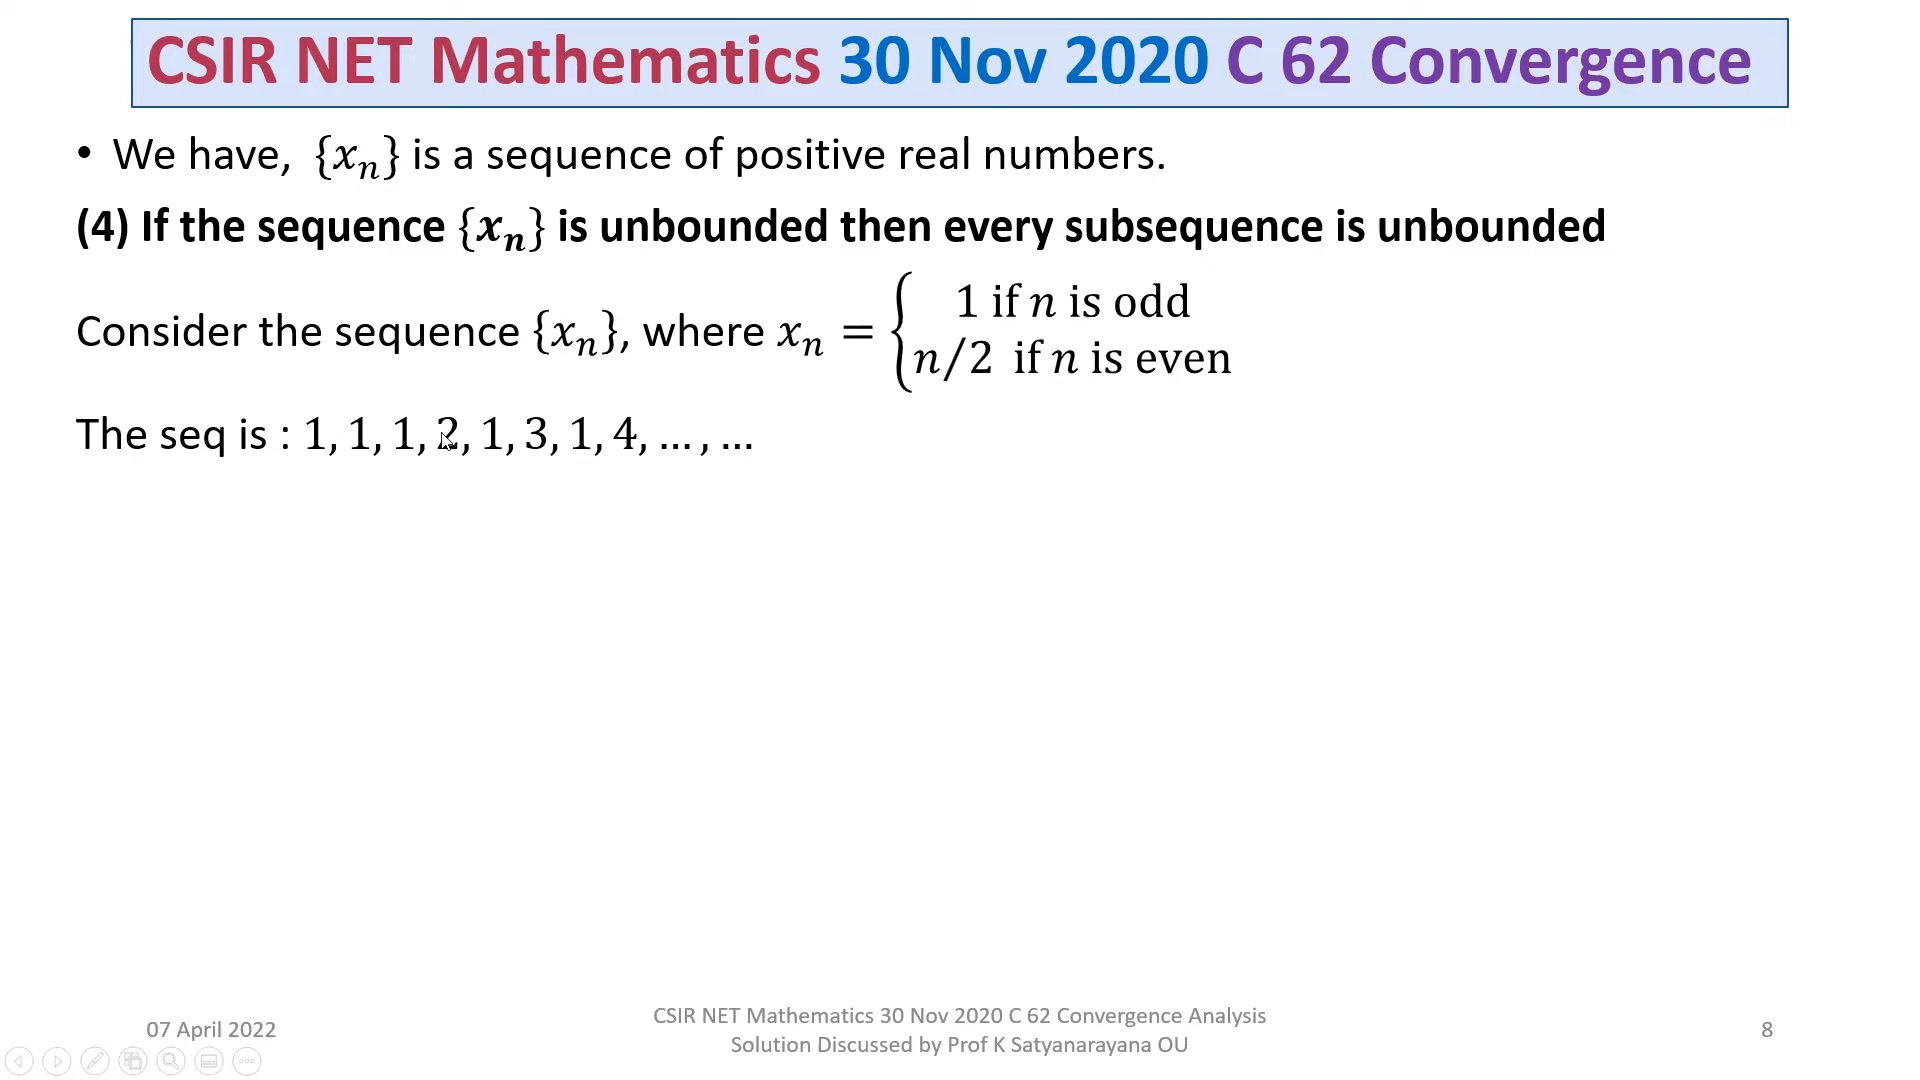 CSIR NET Mathematics 30 Nov 2020 C 62 Convergence
• We have, {xₙ} is a sequence of positive real numbers.
(4) If the sequence {xₙ} is unbounded then every subsequence is unbounded
Consider the sequence {xₙ}, where xₙ = { 1 if n is odd
n/2 if n is even
The seq is : 1, 1, 1, 2, 1, 3, 1, 4, … , …
CSIR NET Mathematics 30 Nov 2020 C 62 Convergence Analysis
07 April 2022
Solution Discussed by Prof K Satyanarayana OU
8